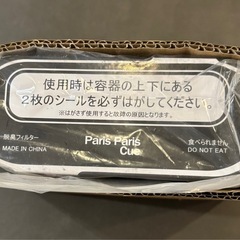 使用時は容器の上下にある
2枚のシールを必ずはがしてください。
※はがさず使用すると故障の原因となります。
脱臭フィルター
MADE IN CHINA
Paris Paris
Cue
食べられません
DO NOT EAT